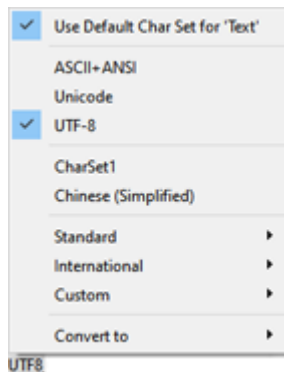 Use Default Char Set for 'Text'
ASCII+ANSI
Unicode
UTF-8
CharSet1
Chinese (Simplified)
Standard
International
Custom
Convert to
UTF8